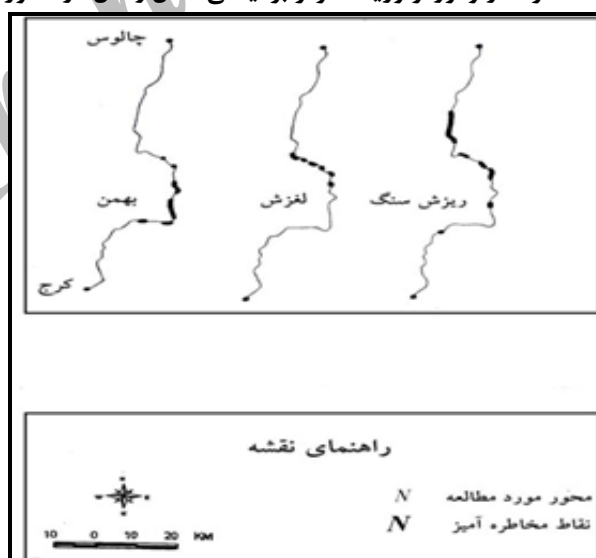 چالوس
بهمن
لغزش
ریزش سنگ
کرج
راهنمای نقشه
محور مورد مطالعه N
نقاط مخاطره آمیز N
10 0 10 20 KM